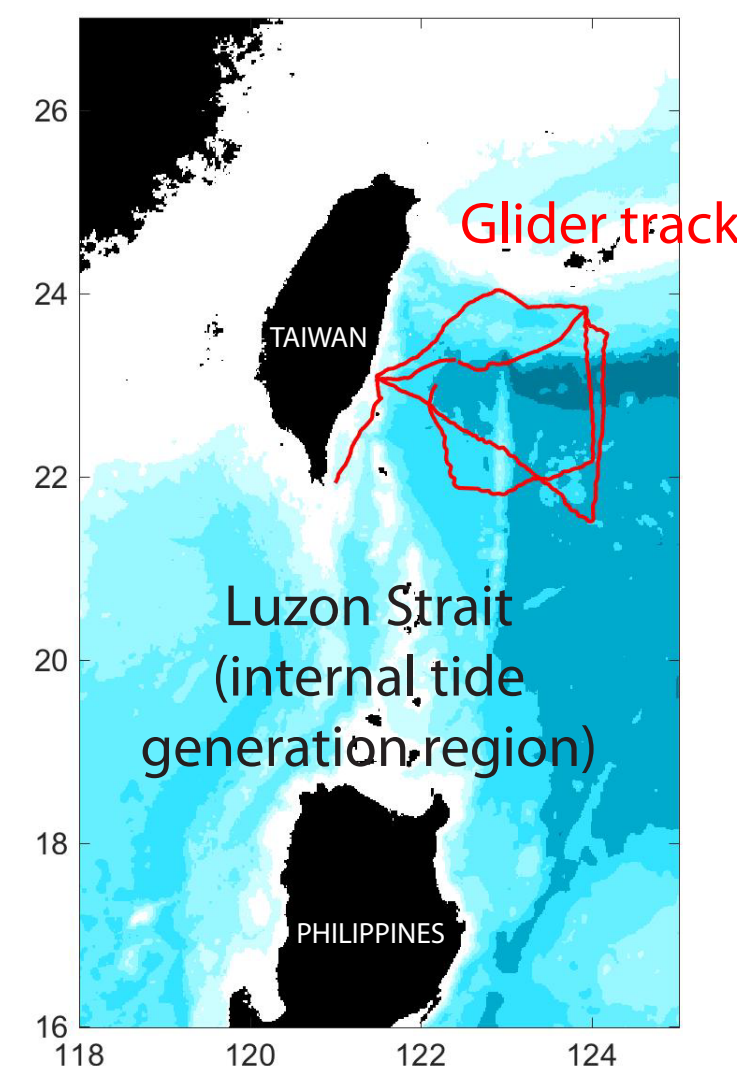 26
Glider track
24
TAIWAN
22
Luzon Strait
(internal tide
generation region)
20
18
PHILIPPINES
16
118 120 122 124